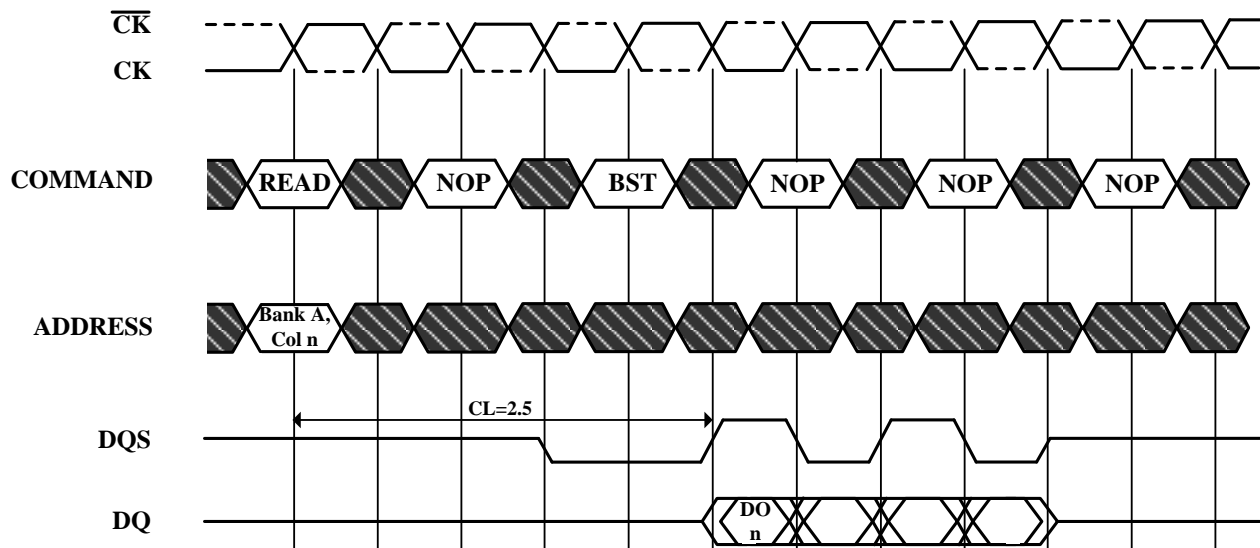 CK
CK
COMMAND
READ
NOP
BST
NOP
NOP
NOP
ADDRESS
Bank A,
Col n
CL=2.5
DQS
DQ
DO
n